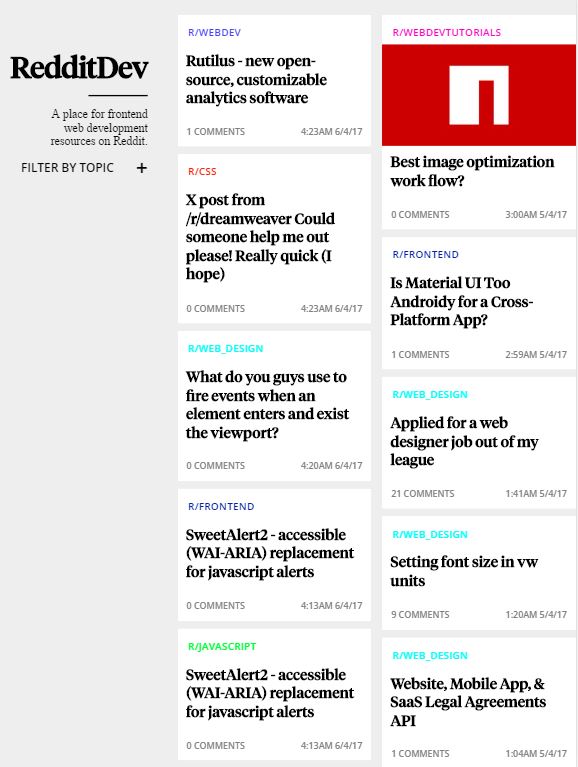 RedditDev
A place for frontend
web development
resources on Reddit.
FILTER BY TOPIC +
R/WEBDEV
Rutilus - new open-
source, customizable
analytics software
1 COMMENTS 4:23AM 6/4/17
R/CSS
X post from
/r/dreamweaver Could
someone help me out
please! Really quick (I
hope)
0 COMMENTS 4:23AM 6/4/17
R/WEB_DESIGN
What do you guys use to
fire events when an
element enters and exist
the viewport?
0 COMMENTS 4:20AM 6/4/17
R/FRONTEND
SweetAlert2 - accessible
(WAI-ARIA) replacement
for javascript alerts
0 COMMENTS 4:13AM 6/4/17
R/JAVASCRIPT
SweetAlert2 - accessible
(WAI-ARIA) replacement
for javascript alerts
0 COMMENTS 4:13AM 6/4/17
R/WEBDEVTUTORIALS
Best image optimization
work flow?
0 COMMENTS 3:00AM 5/4/17
R/FRONTEND
Is Material UI Too
Androidy for a Cross-
Platform App?
1 COMMENTS 2:59AM 5/4/17
R/WEB_DESIGN
Applied for a web
designer job out of my
league
21 COMMENTS 1:41AM 5/4/17
R/WEB_DESIGN
Setting font size in vw
units
9 COMMENTS 1:20AM 5/4/17
R/WEB_DESIGN
Website, Mobile App, &
SaaS Legal Agreements
API
1 COMMENTS 1:04AM 5/4/17